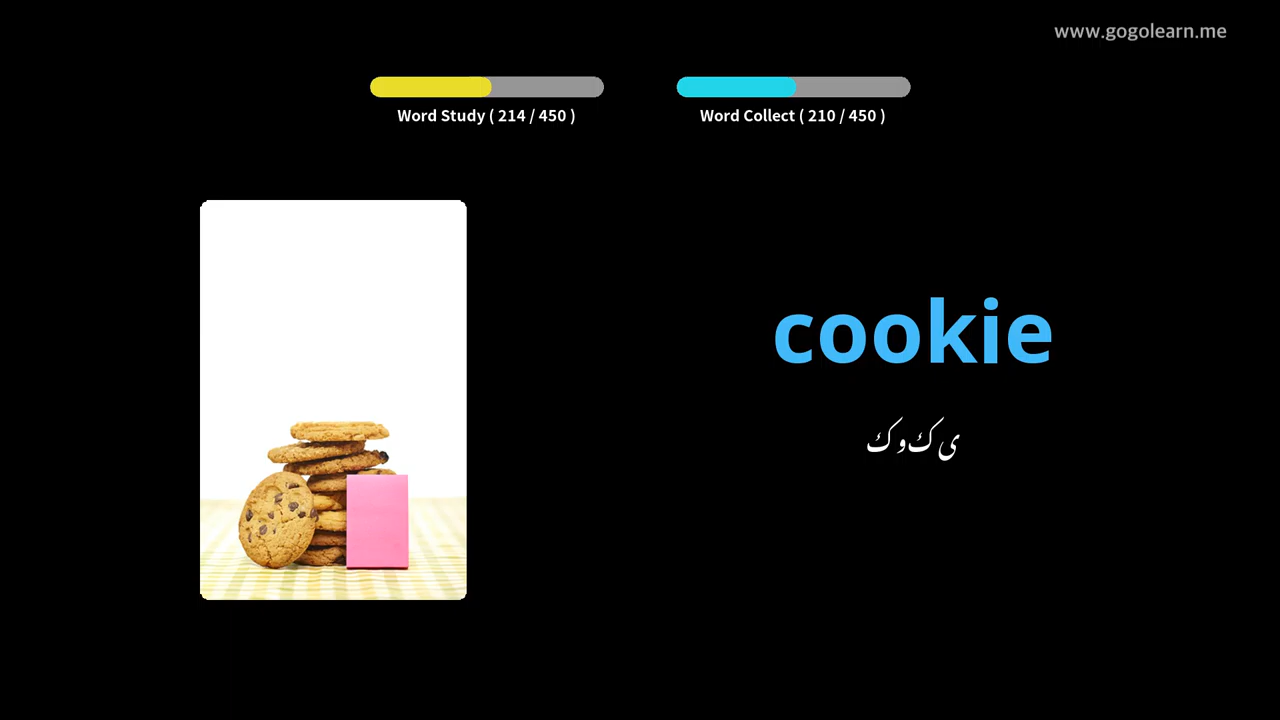 www.gogolearn.me
Word Study ( 214 / 450 )
Word Collect ( 210 / 450 )
cookie
ی ك و ك